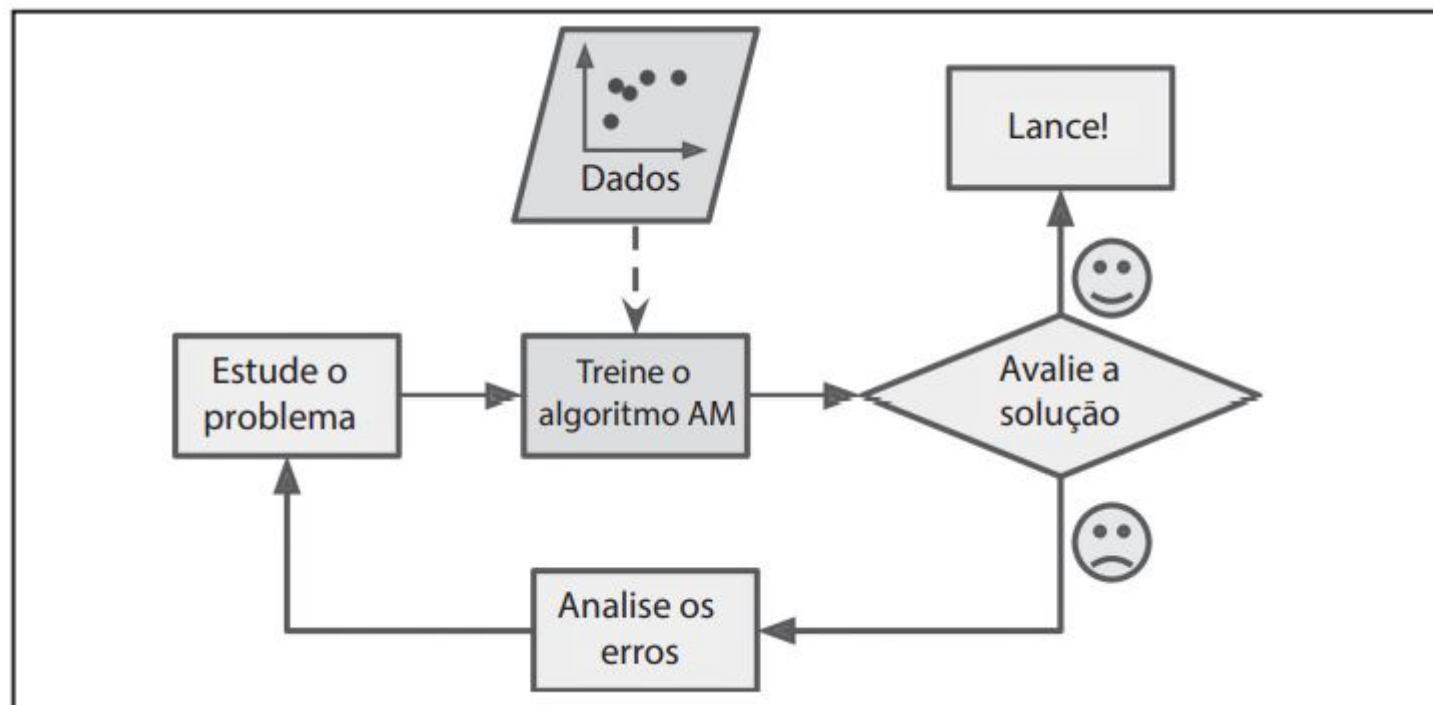 Dados
Lance!
Estude o
problema
Treine o
algoritmo AM
Avalie a
solução
Analise os
erros